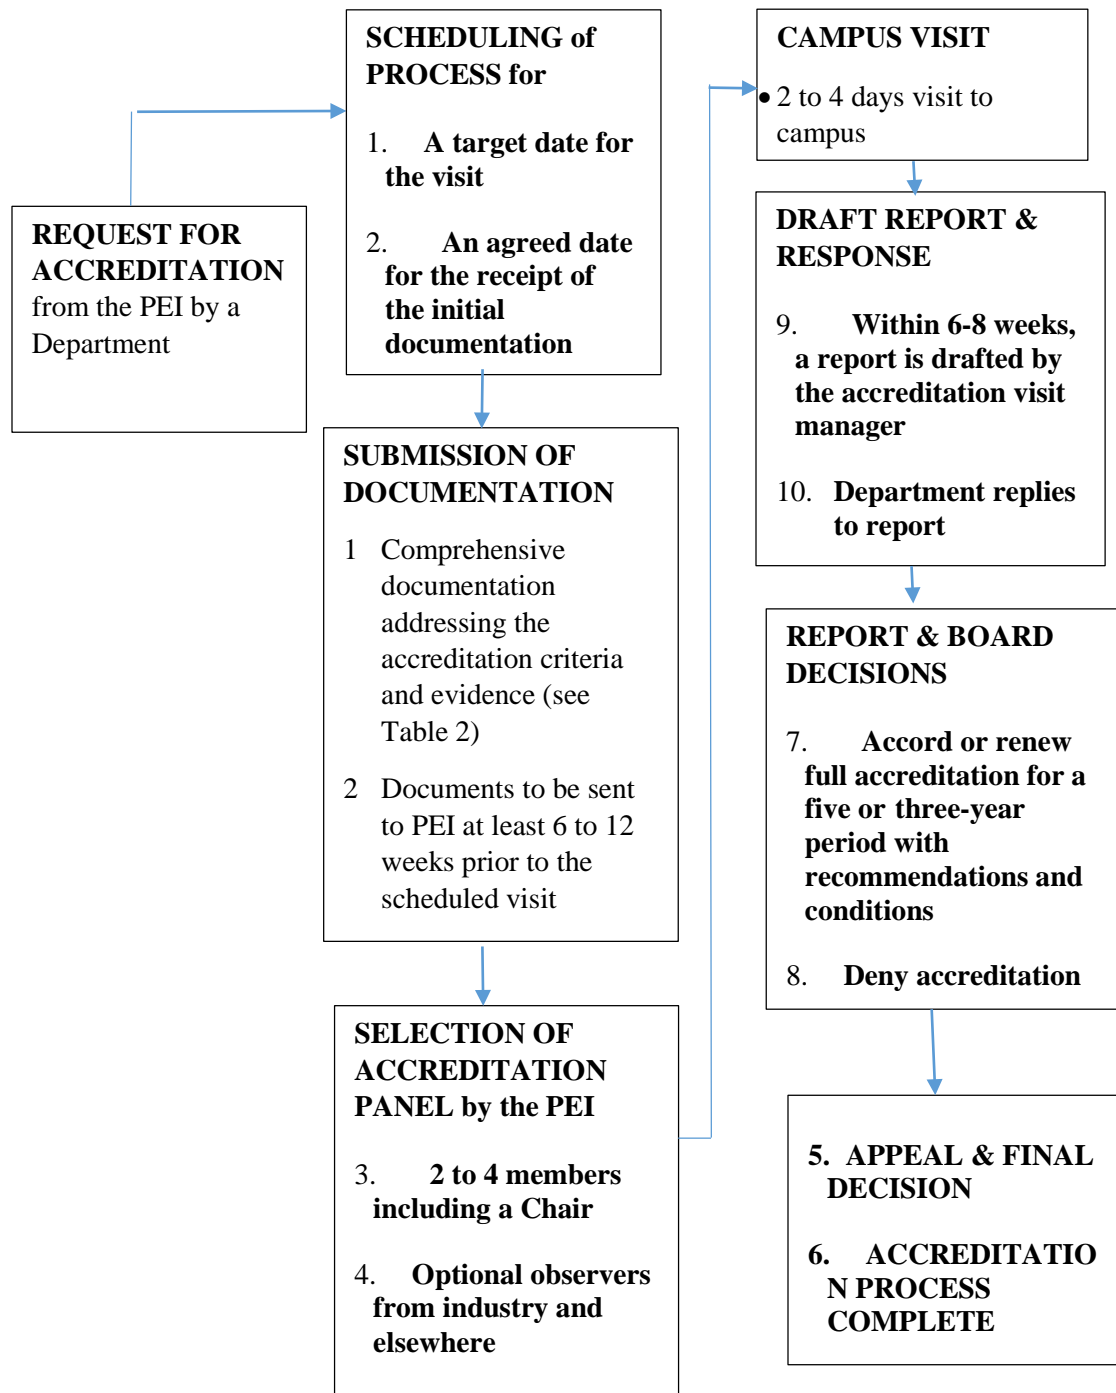 REQUEST FOR
ACCREDITATION
from the PEI by a
Department
SCHEDULING of
PROCESS for
1. A target date for
the visit
2. An agreed date
for the receipt of
the initial
documentation
SUBMISSION OF
DOCUMENTATION
1 Comprehensive
documentation
addressing the
accreditation criteria
and evidence (see
Table 2)
2 Documents to be sent
to PEI at least 6 to 12
weeks prior to the
scheduled visit
SELECTION OF
ACCREDITATION
PANEL by the PEI
3. 2 to 4 members
including a Chair
4. Optional observers
from industry and
elsewhere
CAMPUS VISIT
• 2 to 4 days visit to
campus
DRAFT REPORT &
RESPONSE
9. Within 6-8 weeks,
a report is drafted by
the accreditation visit
manager
10. Department replies
to report
REPORT & BOARD
DECISIONS
7. Accord or renew
full accreditation for a
five or three-year
period with
recommendations and
conditions
8. Deny accreditation
5. APPEAL & FINAL
DECISION
6. ACCREDITATIO
N PROCESS
COMPLETE